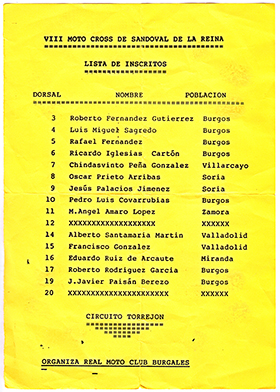 VIII MOTO CROSS DE SANDOVAL DE LA REINA
LISTA DE INSCRITOS
DORSAL NOMBRE POBLACION
3 Roberto Fernandez Gutierrez Burgos
4 Luis Miguel Sagredo Burgos
5 Rafael Fernandez Burgos
6 Ricardo Iglesias Cartón Burgos
7 Chindasvinto Peña Gonzalez Villarcayo
8 Oscar Prieto Arribas Soria
9 Jesús Palacios Jimenez Soria
10 Pedro Luis Covarrubias Burgos
11 M.Angel Amaro Lopez Zamora
12 XXXXXXXXXXXXXXXXXXX XXXXXX
14 Alberto Santamaria Martin Valladolid
15 Francisco Gonzalez Valladolid
16 Eduardo Ruiz de Arcaute Miranda
17 Roberto Rodriguez Garcia Burgos
19 J.Javier Paisán Berezo Burgos
20 XXXXXXXXXXXXXXXXXXX XXXXXX
CIRCUITO TORREJON
ORGANIZA REAL MOTO CLUB BURGALES